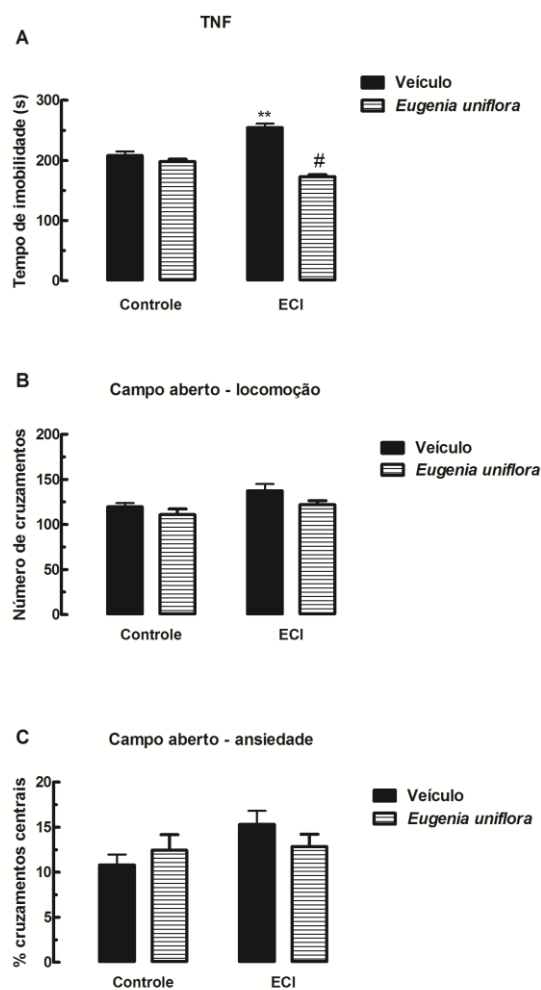 TNF
A
Veículo
Eugenia uniflora
Tempo de imobilidade (s)
300
200
100
0
**
#
Controle ECI
B
Campo aberto - locomoção
Veículo
Eugenia uniflora
Número de cruzamentos
200
150
100
50
0
Controle ECI
C
Campo aberto - ansiedade
Veículo
Eugenia uniflora
% cruzamentos centrais
20
15
10
5
0
Controle ECI